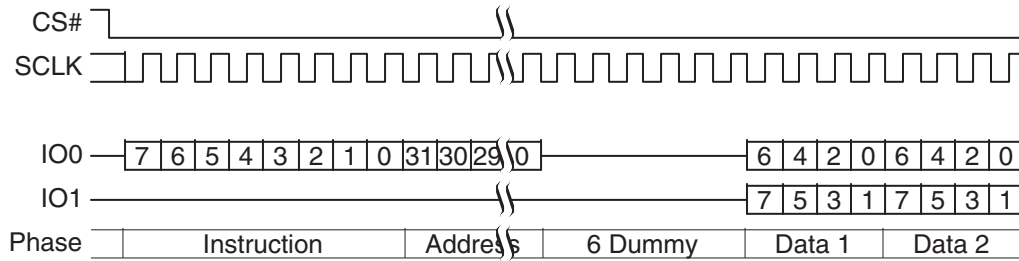 CS#
SCLK
IO0 7 6 5 4 3 2 1 0 31 30 29 0 6 4 2 0 6 4 2 0
IO1 7 5 3 1 7 5 3 1
Phase Instruction Address 6 Dummy Data 1 Data 2